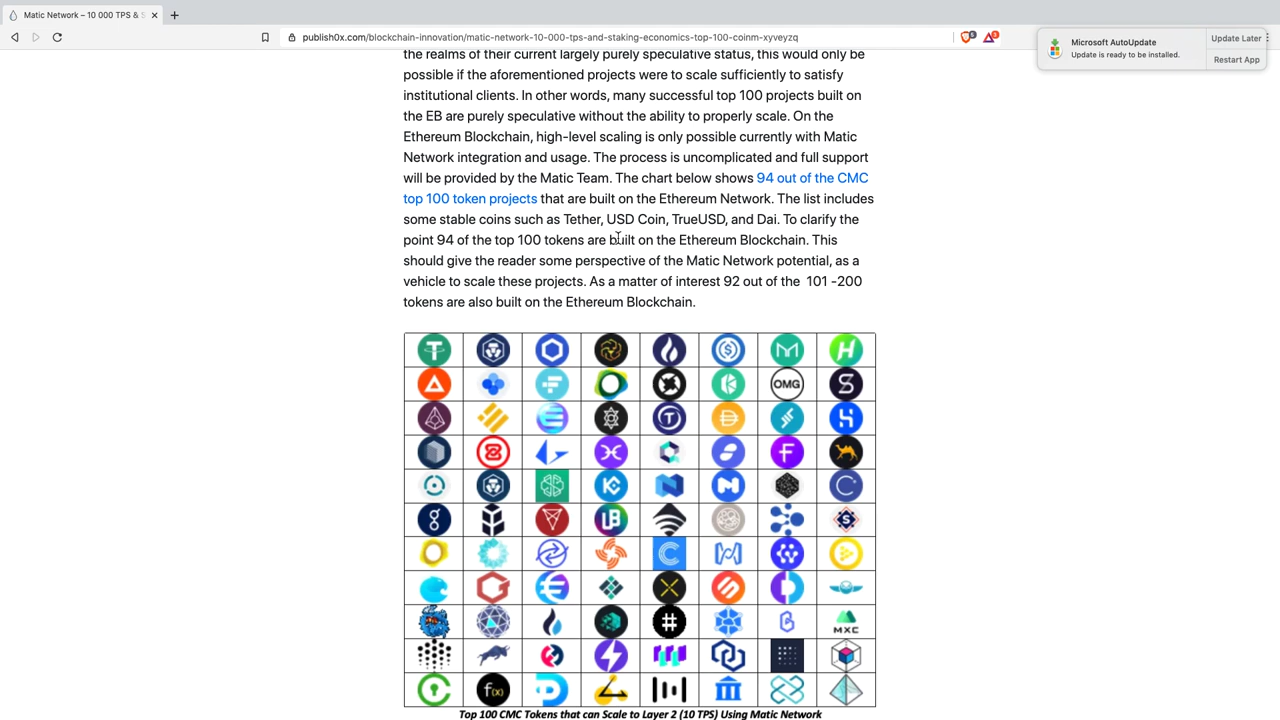 Matic Network – 10 000 TPS & S
publish0x.com/blockchain-innovation/matic-network-10-000-tps-and-staking-economics-top-100-coinm-xyveyzq
Microsoft AutoUpdate
Update is ready to be installed.
Update Later
Restart App
the realms of their current largely purely speculative status, this would only be
possible if the aforementioned projects were to scale sufficiently to satisfy
institutional clients. In other words, many successful top 100 projects built on
the EB are purely speculative without the ability to properly scale. On the
Ethereum Blockchain, high-level scaling is only possible currently with Matic
Network integration and usage. The process is uncomplicated and full support
will be provided by the Matic Team. The chart below shows 94 out of the CMC
top 100 token projects that are built on the Ethereum Network. The list includes
some stable coins such as Tether, USD Coin, TrueUSD, and Dai. To clarify the
point 94 of the top 100 tokens are built on the Ethereum Blockchain. This
should give the reader some perspective of the Matic Network potential, as a
vehicle to scale these projects. As a matter of interest 92 out of the  101 -200
tokens are also built on the Ethereum Blockchain.
OMG
UB
MXC
f(x)
Top 100 CMC Tokens that can Scale to Layer 2 (10 TPS) Using Matic Network